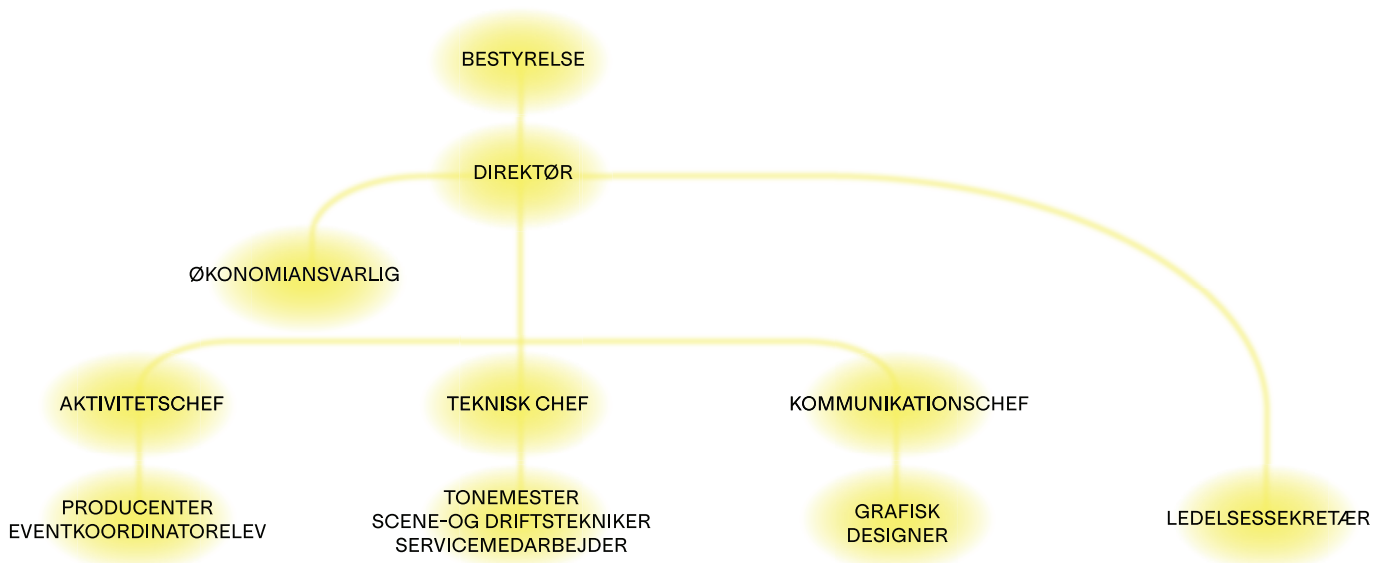 BESTYRELSE
DIREKTØR
ØKONOMIANSVARLIG
AKTIVITETSCHEF
TEKNISK CHEF
KOMMUNIKATIONSCHEF
PRODUCENTER
EVENTKOORDINATORELEV
TONEMESTER
SCENE-OG DRIFTSTEKNIKER
SERVICEMEDARBEJDER
GRAFISK
DESIGNER
LEDELSESSEKRETÆR